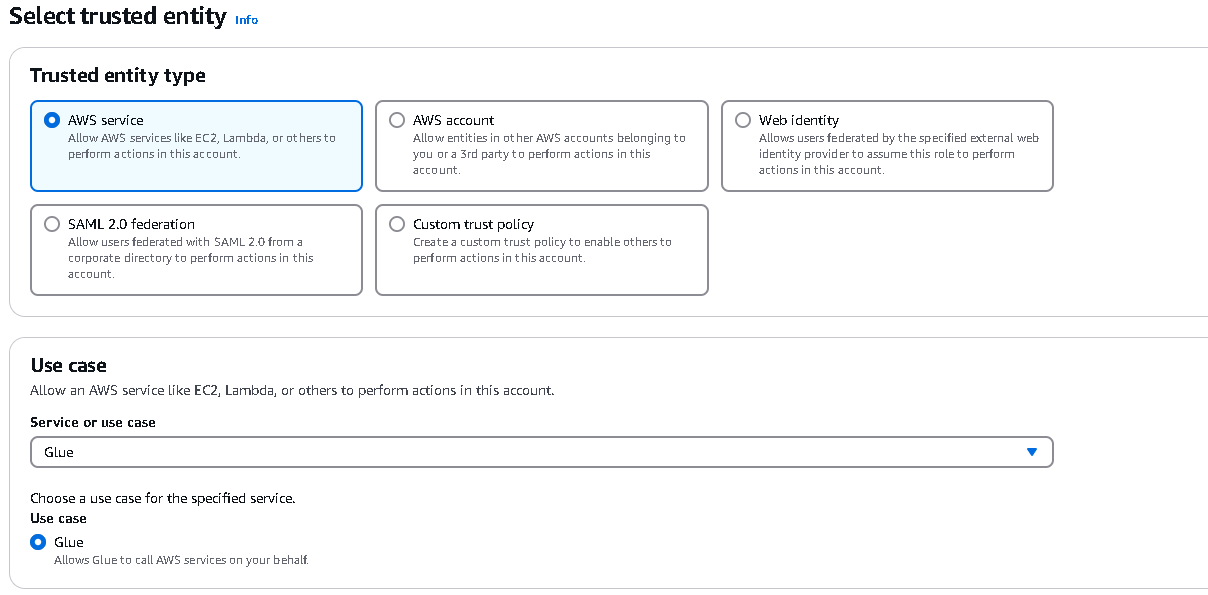 Select trusted entity Info
Trusted entity type
AWS service
Allow AWS services like EC2, Lambda, or others to
perform actions in this account.
AWS account
Allow entities in other AWS accounts belonging to
you or a 3rd party to perform actions in this
account.
Web identity
Allows users federated by the specified external web
identity provider to assume this role to perform
actions in this account.
SAML 2.0 federation
Allow users federated with SAML 2.0 from a
corporate directory to perform actions in this
account.
Custom trust policy
Create a custom trust policy to enable others to
perform actions in this account.
Use case
Allow an AWS service like EC2, Lambda, or others to perform actions in this account.
Service or use case
Glue
Choose a use case for the specified service.
Use case
Glue
Allows Glue to call AWS services on your behalf.